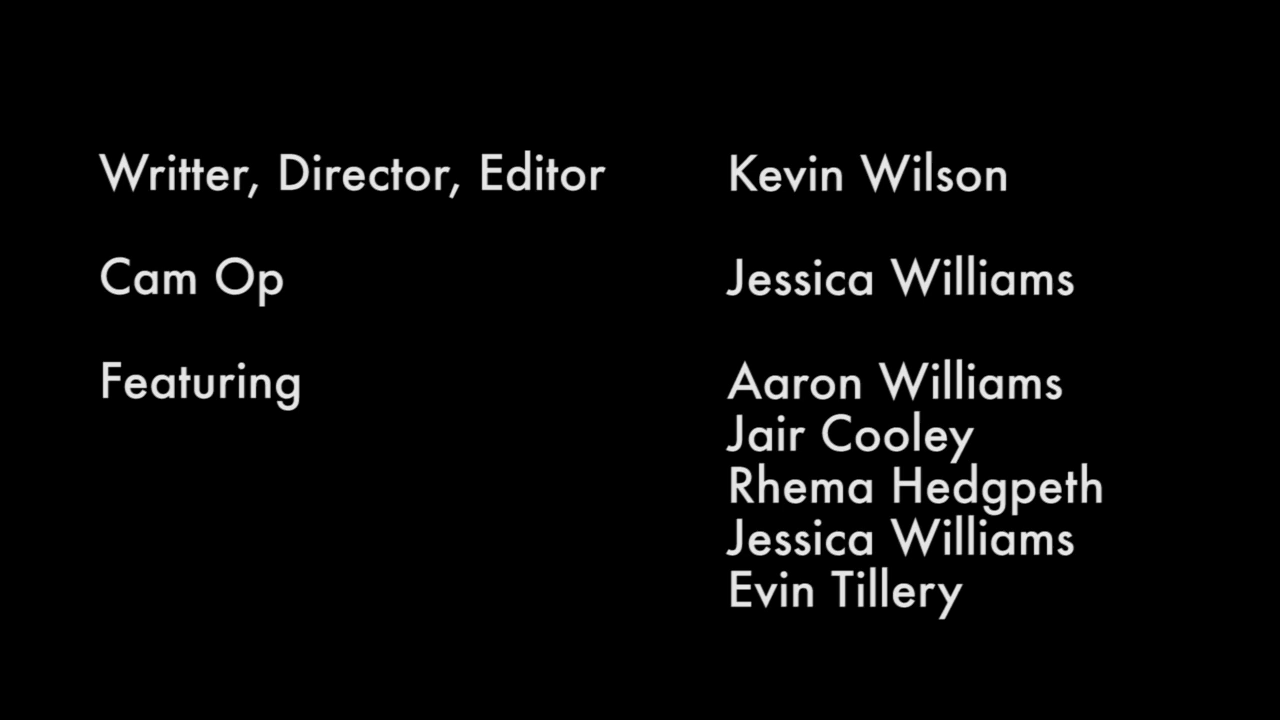 Writter, Director, Editor Kevin Wilson
Cam Op Jessica Williams
Featuring Aaron Williams
Jair Cooley
Rhema Hedgpeth
Jessica Williams
Evin Tillery